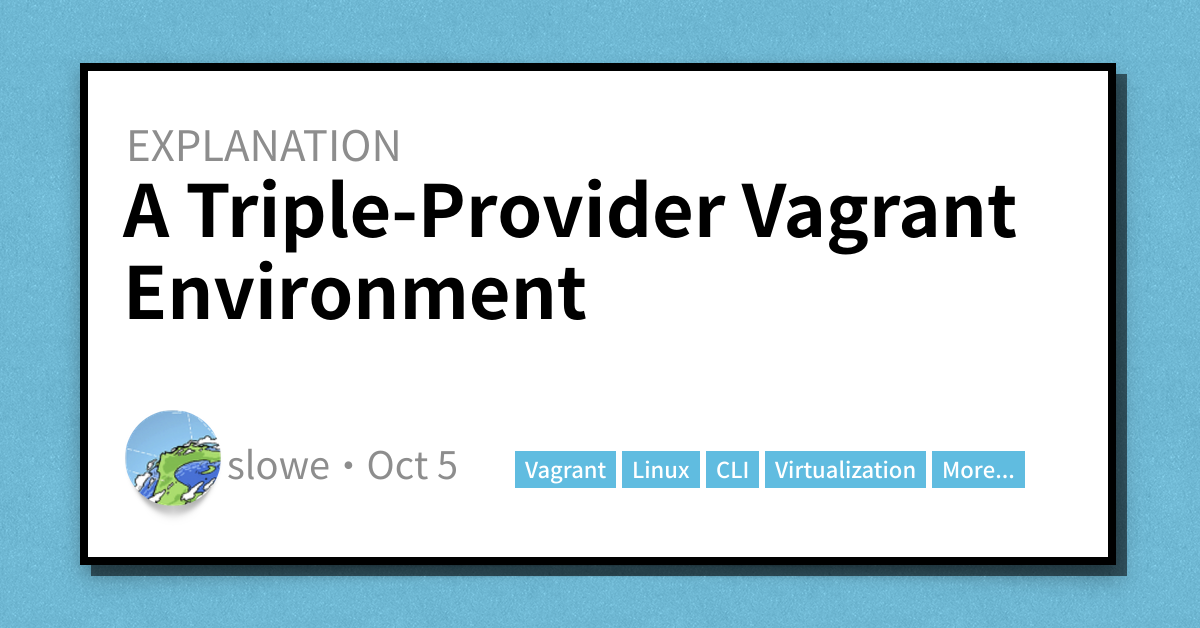 EXPLANATION
A Triple-Provider Vagrant
Environment
slowe • Oct 5
Vagrant Linux CLI Virtualization More...